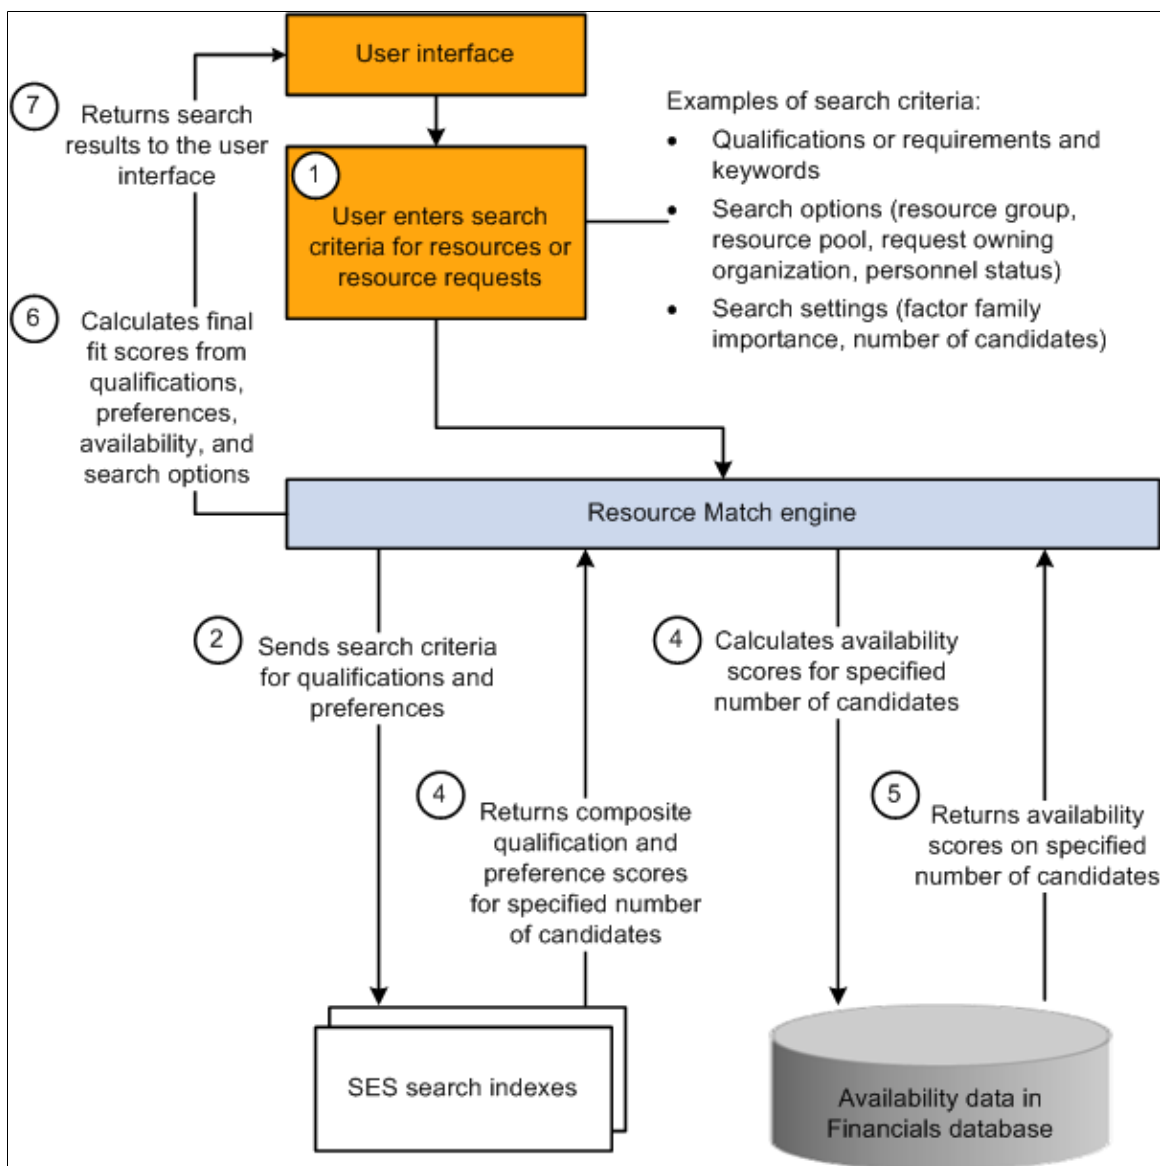 User interface
7
Returns search
results to the user
interface
Examples of search criteria:
• Qualifications or requirements and
keywords
• Search options (resource group,
resource pool, request owning
organization, personnel status)
• Search settings (factor family
importance, number of candidates)
1
User enters search
criteria for resources or
resource requests
6
Calculates final
fit scores from
qualifications,
preferences,
availability, and
search options
Resource Match engine
2
Sends search criteria
for qualifications and
preferences
4
Returns composite
qualification and
preference scores
for specified number
of candidates
4
Calculates availability
scores for specified
number of candidates
5
Returns availability
scores on specified
number of candidates
SES search indexes
Availability data in
Financials database